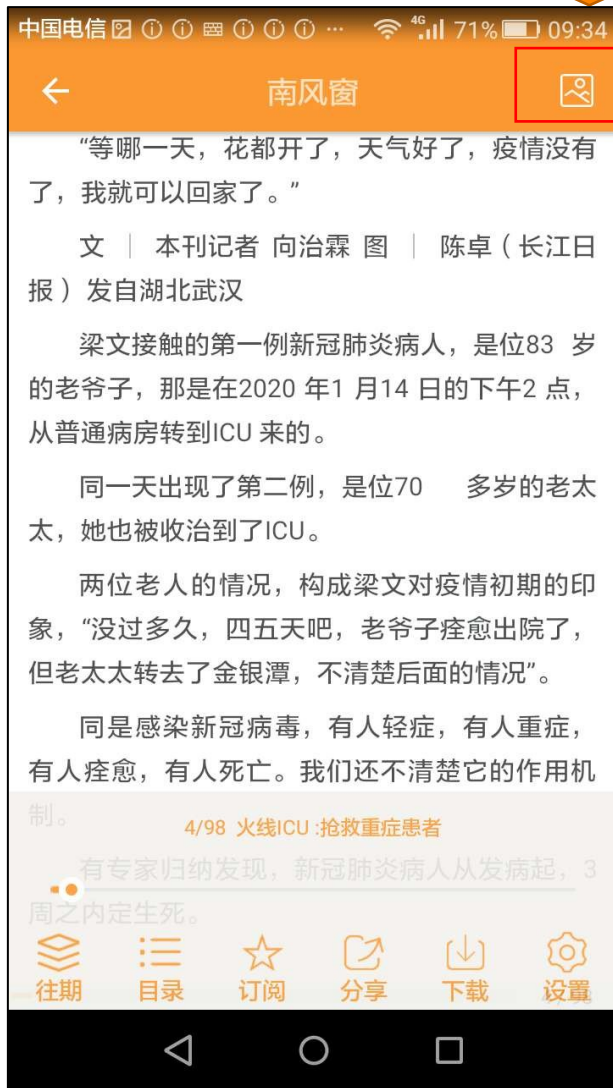 中国电信 4G 71% 09:34
南风窗
“等哪一天，花都开了，天气好了，疫情没有
了，我就可以回家了。”
文 ｜ 本刊记者 向治霖 图 ｜ 陈卓（长江日
报）发自湖北武汉
梁文接触的第一例新冠肺炎病人，是位83 岁
的老爷子，那是在2020 年1 月14 日的下午2 点，
从普通病房转到ICU 来的。
同一天出现了第二例，是位70 多岁的老太
太，她也被收治到了ICU。
两位老人的情况，构成梁文对疫情初期的印
象，“没过多久，四五天吧，老爷子痊愈出院了，
但老太太转去了金银潭，不清楚后面的情况”。
同是感染新冠病毒，有人轻症，有人重症，
有人痊愈，有人死亡。我们还不清楚它的作用机
制。
4/98 火线ICU :抢救重症患者
有专家归纳发现，新冠肺炎病人从发病起，3
周之内定生死。
往期 目录 订阅 分享 下载 设置